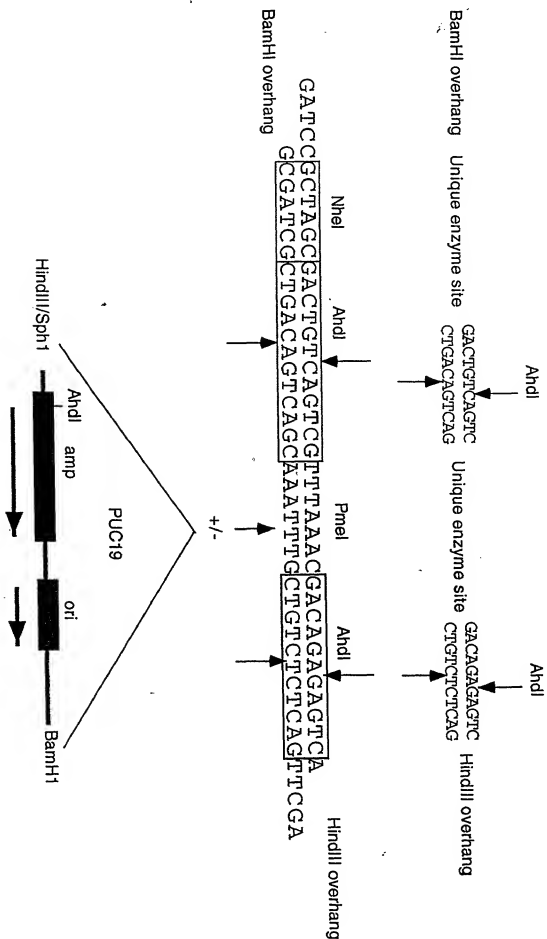 AhdI AhdI
GACTGTCAGTC GACAGAGAGTC
BamHI overhang Unique enzyme site Unique enzyme site HindIII overhang
CTGACAGTCAG CTGTCTCTCAG
HindIII overhang
NheI AhdI PmeI AhdI
GATCCGCTAGCGACTGTCAGTCGTTTAAACGACAGAGAGTCA
GCGATCGCTGACAGTCAGCAAATTTGCTGTCTCTCAGTTCGA
BamHI overhang
+/-
PUC19
HindIII/Sph1 BamH1
AhdI amp ori